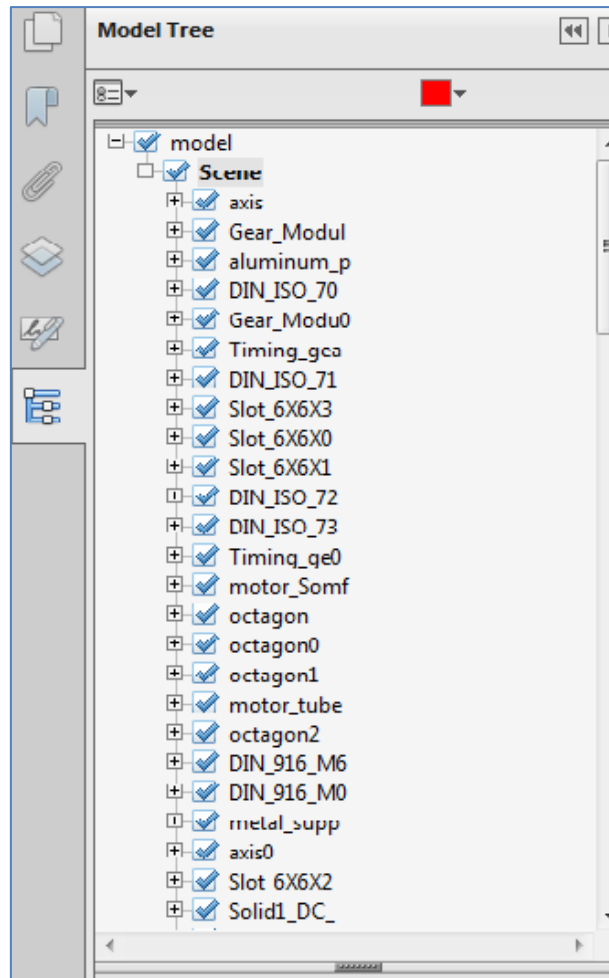 Model Tree
model
Scene
axis
Gear_Modul
aluminum_p
DIN_ISO_70
Gear_Modu0
Timing_gea
DIN_ISO_71
Slot_6X6X3
Slot_6X6X0
Slot_6X6X1
DIN_ISO_72
DIN_ISO_73
Timing_ge0
motor_Somf
octagon
octagon0
octagon1
motor_tube
octagon2
DIN_916_M6
DIN_916_M0
metal_supp
axis0
Slot 6X6X2
Solid1_DC_